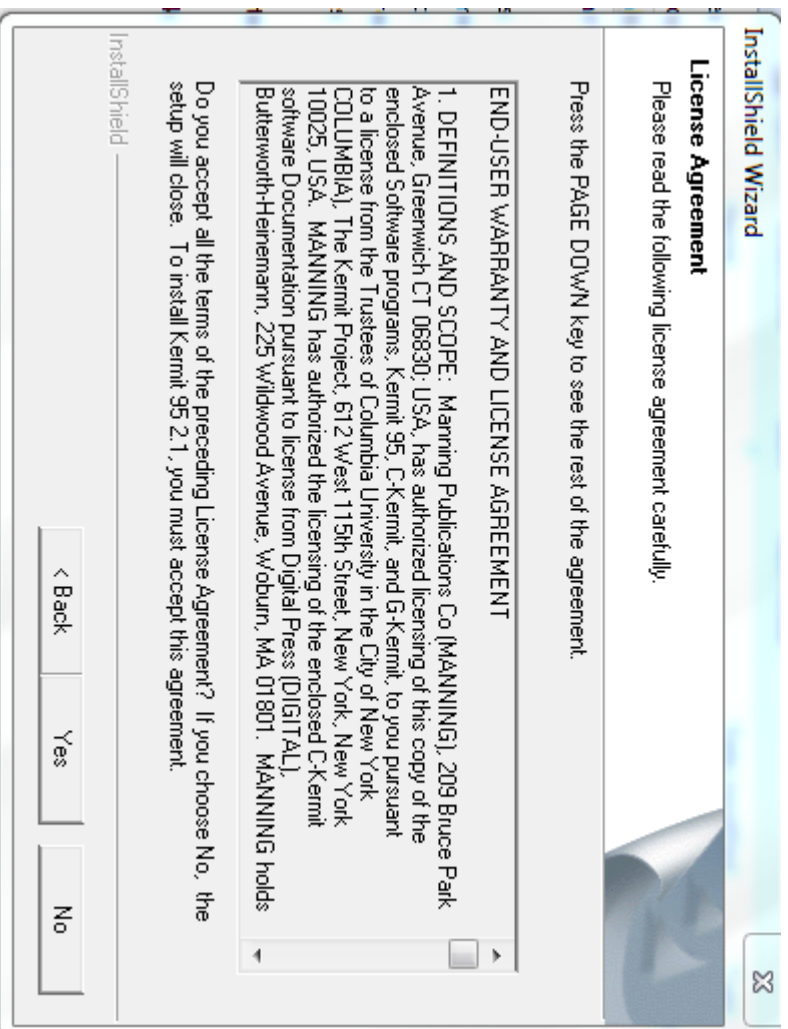 InstallShield Wizard
License Agreement
Please read the following license agreement carefully.
Press the PAGE DOWN key to see the rest of the agreement.
END-USER WARRANTY AND LICENSE AGREEMENT
1. DEFINITIONS AND SCOPE: Manning Publications Co (MANNING), 209 Bruce Park
Avenue, Greenwich CT 06830; USA, has authorized licensing of this copy of the
enclosed Software programs, Kermit 95, C-Kermit, and G-Kermit, to you pursuant
to a license from the Trustees of Columbia University in the City of New York
(COLUMBIA), The Kermit Project, 612 West 115th Street, New York, New York
10025, USA. MANNING has authorized the licensing of the enclosed C-Kermit
software Documentation pursuant to license from Digital Press (DIGITAL),
Butterworth-Heinemann, 225 Wildwood Avenue, Woburn, MA 01801. MANNING holds
Do you accept all the terms of the preceding License Agreement? If you choose No, the
setup will close. To install Kermit 95 2.1, you must accept this agreement.
InstallShield
< Back
Yes
No